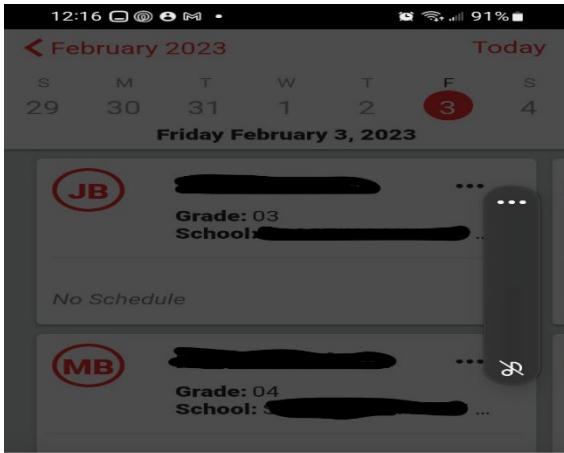 12:16 91%
February 2023 Today
S M T W T F S
29 30 31 1 2 3 4
Friday February 3, 2023
JB
Grade: 03
School:
No Schedule
MB
Grade: 04
School: